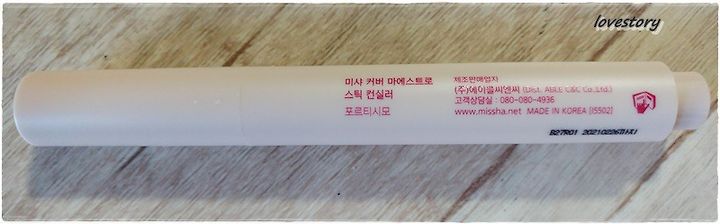 lovestory
미샤 커버 마에스트로
스틱 컨실러
포르티시모
제조판매업자
(주)에이블씨엔씨 (Dist. ABLE C&C Co.,Ltd.)
고객상담실 : 080-080-4936
www.missha.net MADE IN KOREA [I5502]
B27R01 20210226까지